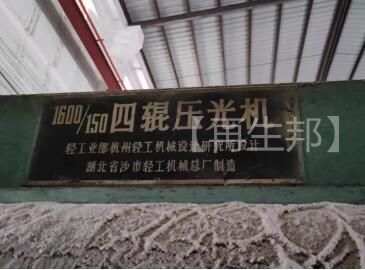 1600/150四辊压光机
轻工业部杭州轻工机械设计研究所设计
湖北省沙市轻工机械总厂制造
【再生邦】